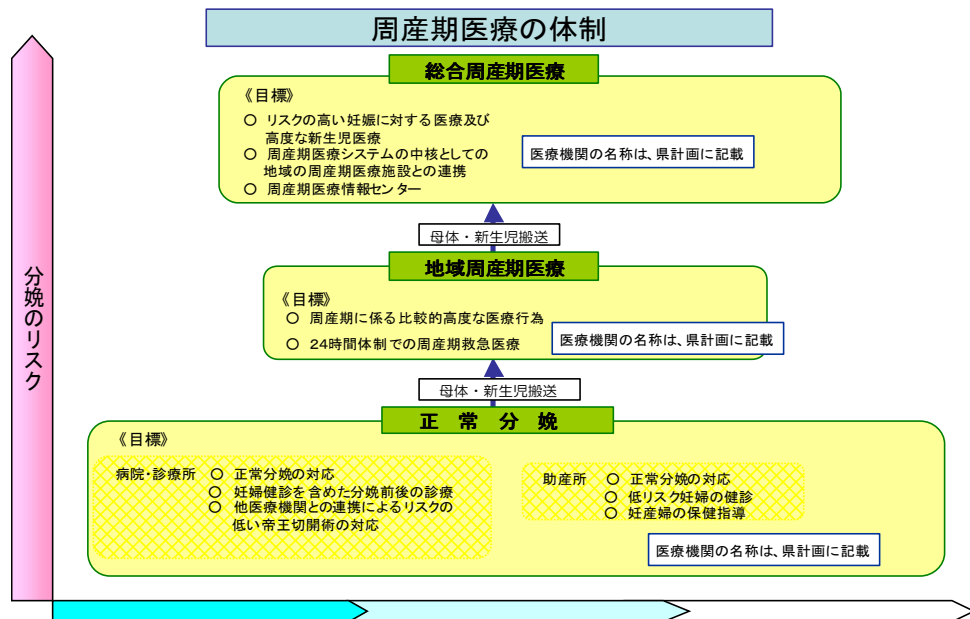 周産期医療の体制
総合周産期医療
《目標》
○ リスクの高い妊娠に対する医療及び
高度な新生児医療
○ 周産期医療システムの中核としての
地域の周産期医療施設との連携
○ 周産期医療情報センター
医療機関の名称は、県計画に記載
母体・新生児搬送
地域周産期医療
《目標》
○ 周産期に係る比較的高度な医療行為
○ 24時間体制での周産期救急医療
医療機関の名称は、県計画に記載
母体・新生児搬送
正 常 分 娩
《目標》
病院・診療所 ○ 正常分娩の対応
○ 妊婦健診を含めた分娩前後の診療
○ 他医療機関との連携によるリスクの
低い帝王切開術の対応
助産所 ○ 正常分娩の対応
○ 低リスク妊婦の健診
○ 妊産婦の保健指導
医療機関の名称は、県計画に記載
分娩のリスク